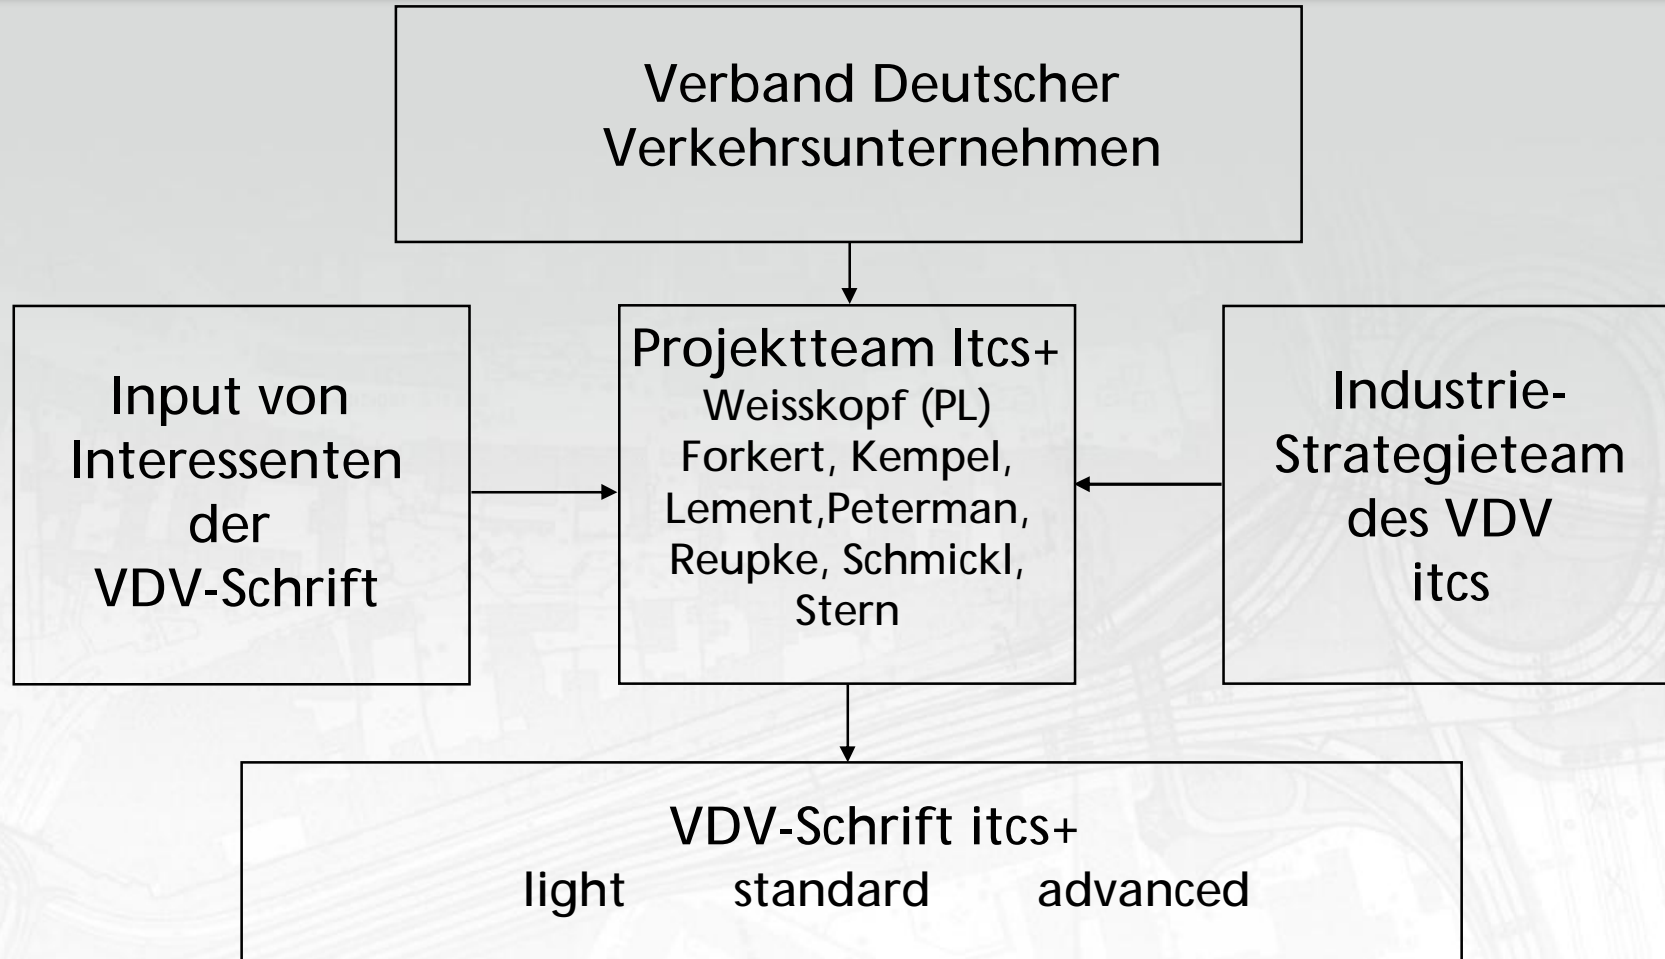 Verband Deutscher
Verkehrsunternehmen
Input von
Interessenten
der
VDV-Schrift
Projektteam Itcs+
Weisskopf (PL)
Forkert, Kempel,
Lement,Peterman,
Reupke, Schmickl,
Stern
Industrie-
Strategieteam
des VDV
itcs
VDV-Schrift itcs+
light standard advanced